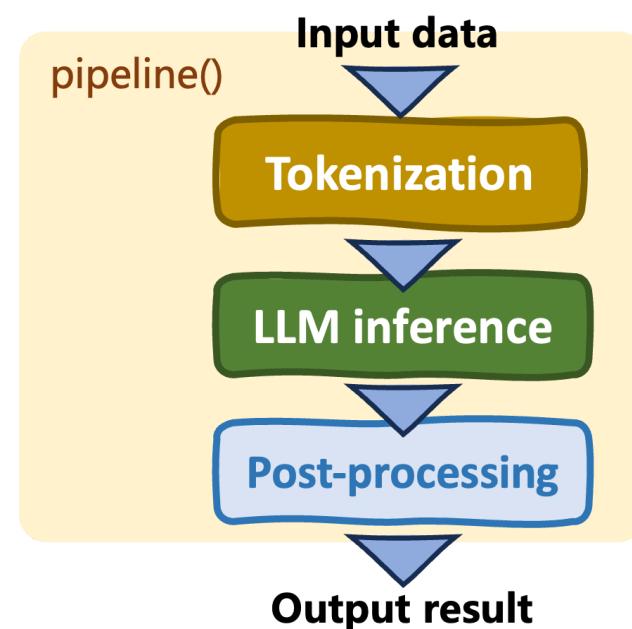 Input data
pipeline()
Tokenization
LLM inference
Post-processing
Output result